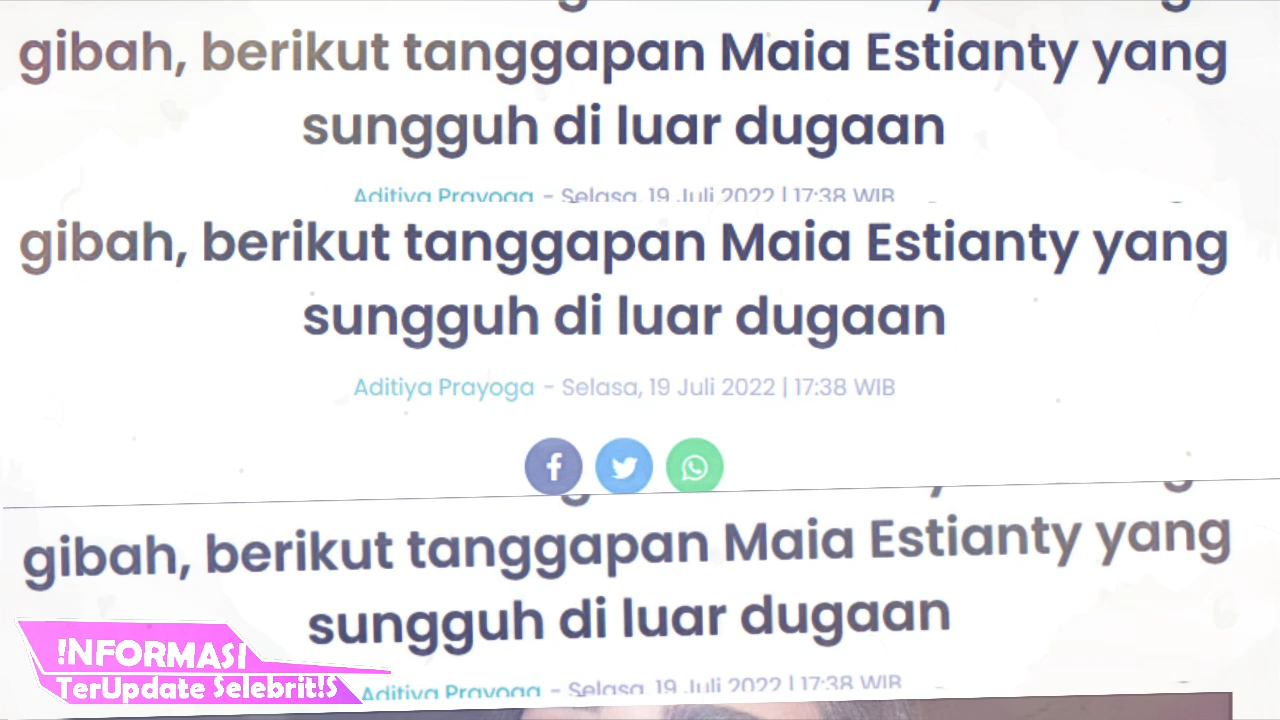 gibah, berikut tanggapan Maia Estianty yang
sungguh di luar dugaan
Aditiya Prayoga - Selasa, 19 Juli 2022 | 17:38 WIB
gibah, berikut tanggapan Maia Estianty yang
sungguh di luar dugaan
Aditiya Prayoga - Selasa, 19 Juli 2022 | 17:38 WIB
gibah, berikut tanggapan Maia Estianty yang
sungguh di luar dugaan
Aditiya Prayoga - Selasa, 19 Juli 2022 | 17:38 WIB
!NFORMASI
TerUpdate Selebrit!S